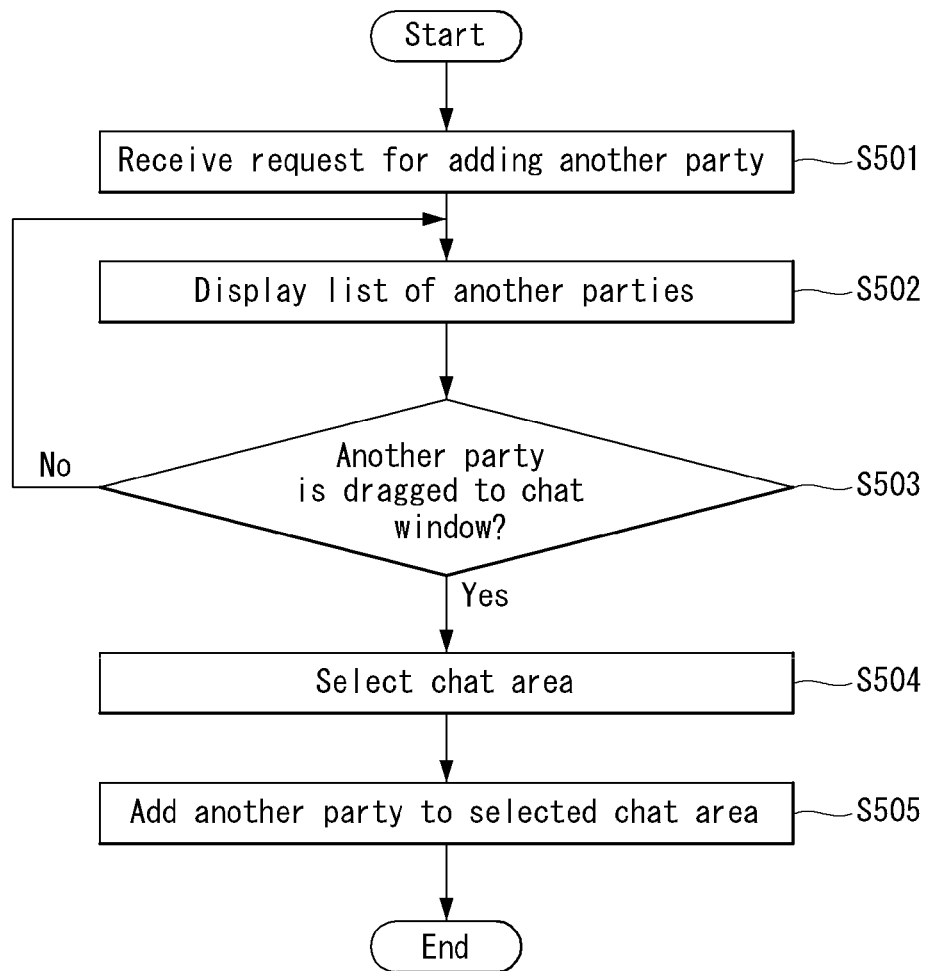 Start
Receive request for adding another party
S501
Display list of another parties
S502
No
Another party
is dragged to chat
window?
S503
Yes
Select chat area
S504
Add another party to selected chat area
S505
End